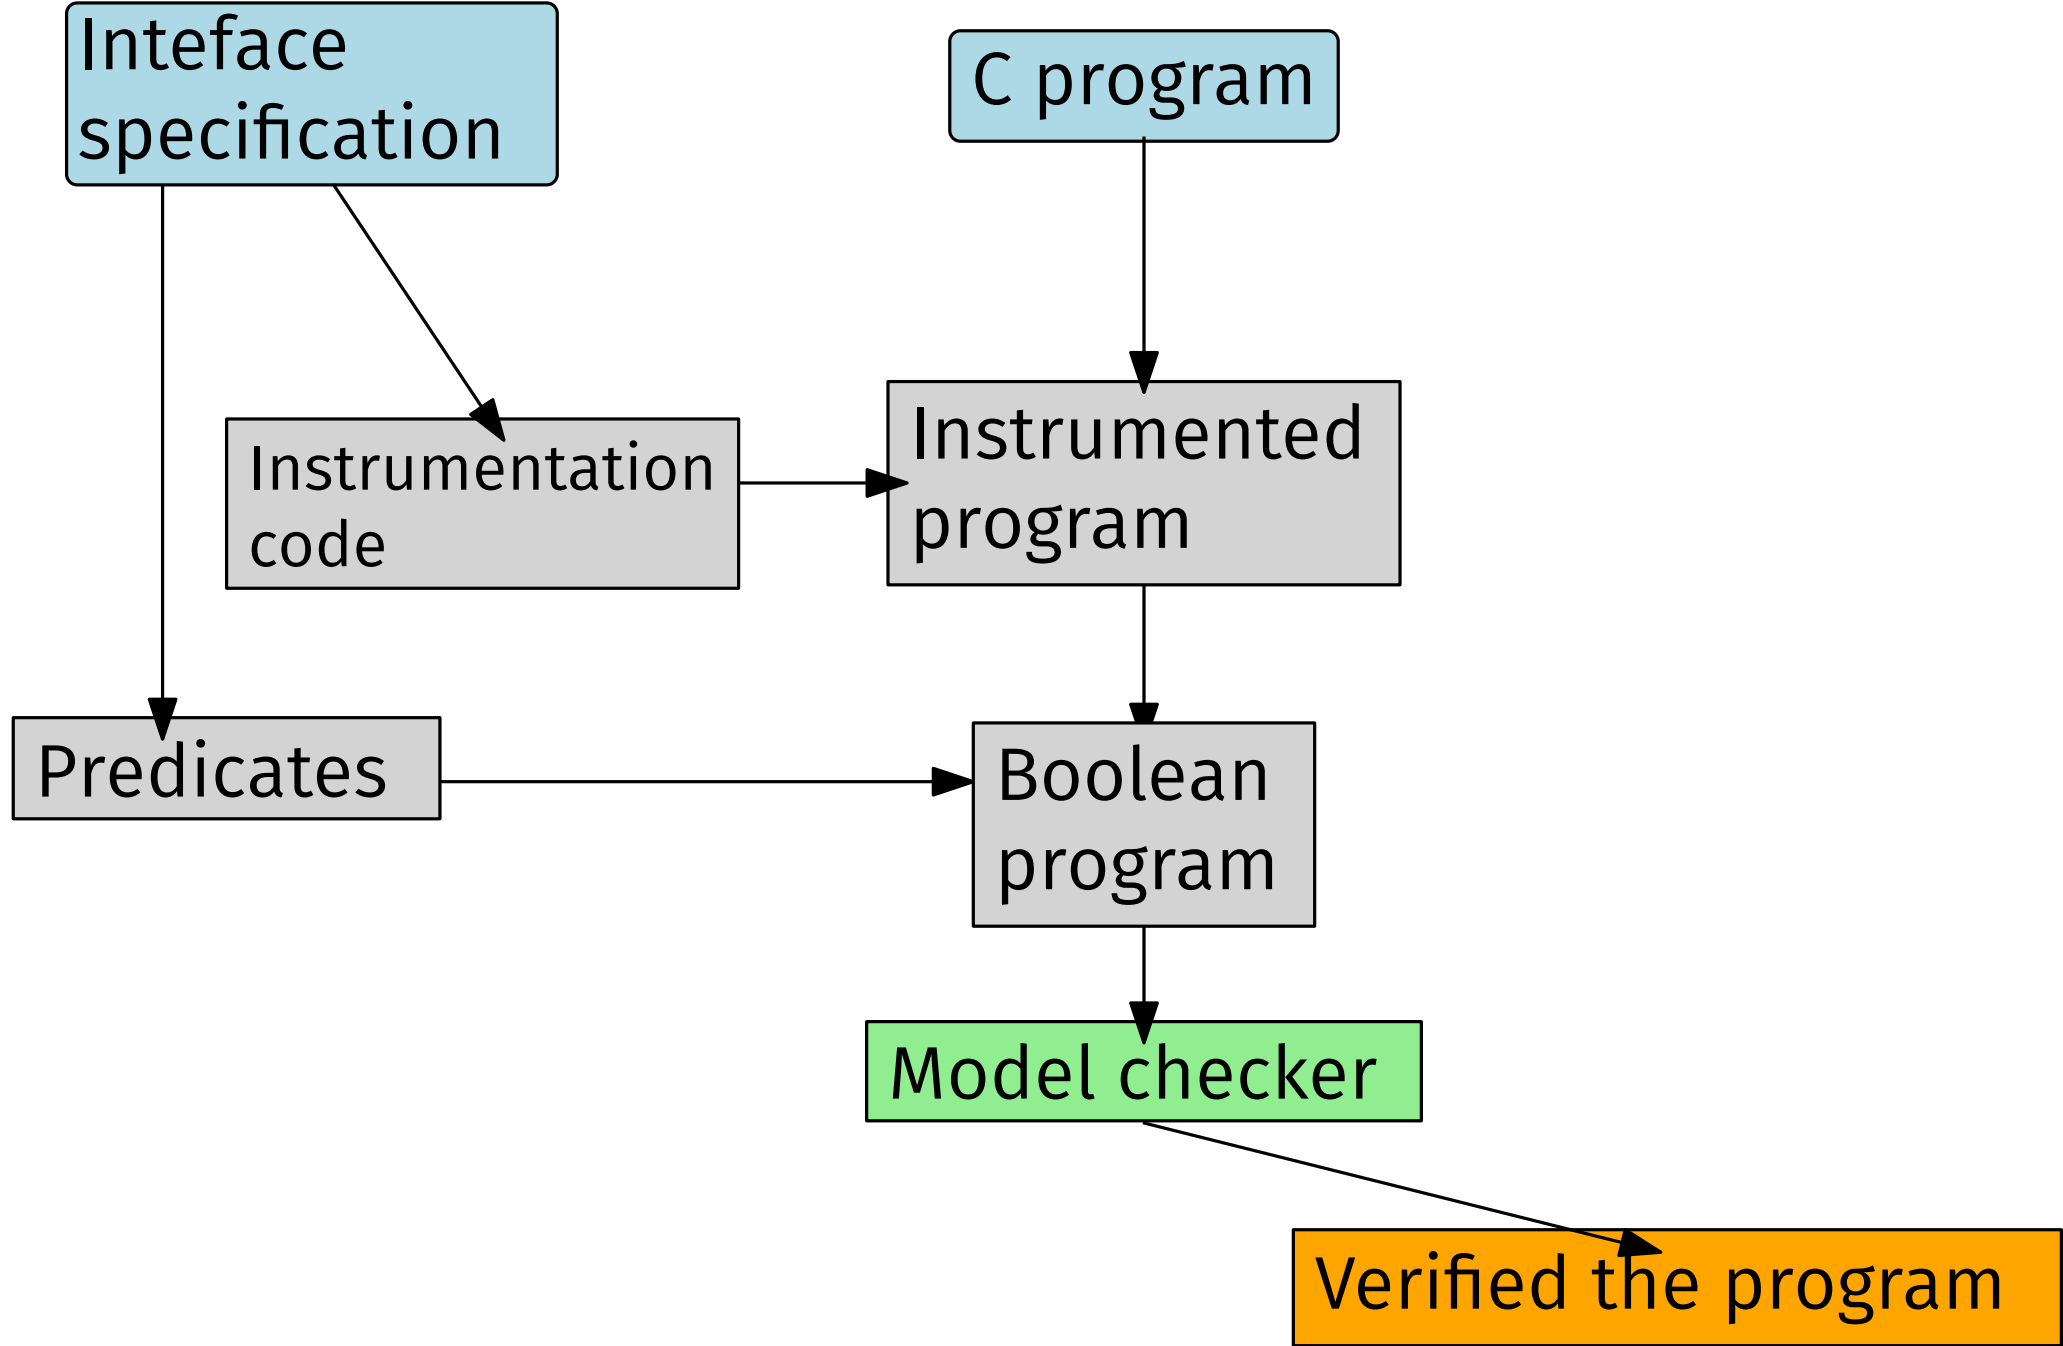 Inteface
specification
C program
Instrumentation
code
Instrumented
program
Predicates
Boolean
program
Model checker
Verified the program